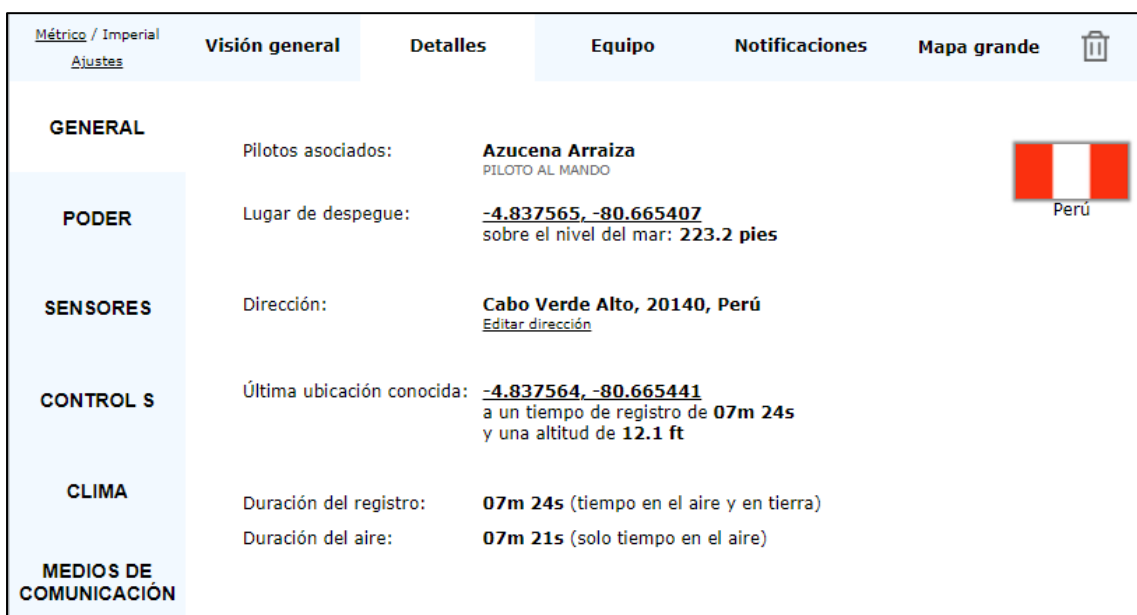 Métrico / Imperial
Ajustes
Visión general
Detalles
Equipo
Notificaciones
Mapa grande
GENERAL
PODER
SENSORES
CONTROL S
CLIMA
MEDIOS DE
COMUNICACIÓN
Pilotos asociados: Azucena Arraiza
PILOTO AL MANDO
Perú
Lugar de despegue: -4.837565, -80.665407
sobre el nivel del mar: 223.2 pies
Dirección: Cabo Verde Alto, 20140, Perú
Editar dirección
Última ubicación conocida: -4.837564, -80.665441
a un tiempo de registro de 07m 24s
y una altitud de 12.1 ft
Duración del registro: 07m 24s (tiempo en el aire y en tierra)
Duración del aire: 07m 21s (solo tiempo en el aire)